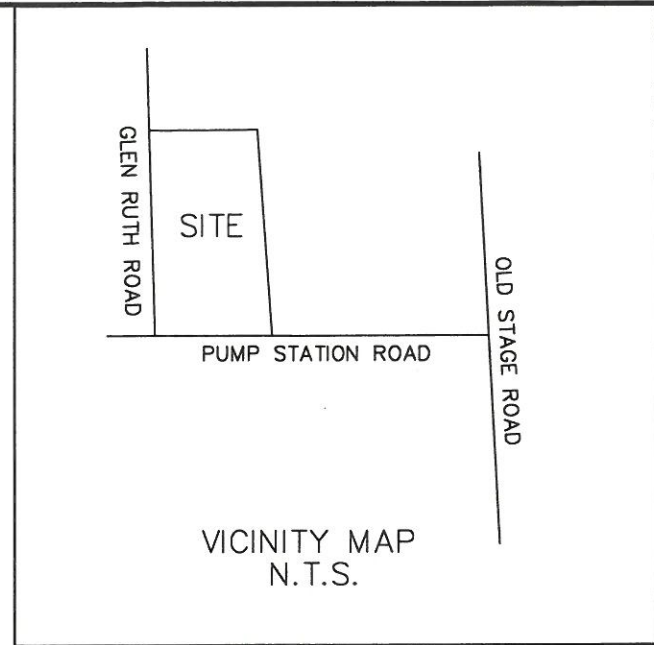 GLEN RUTH ROAD
SITE
OLD STAGE ROAD
PUMP STATION ROAD
VICINITY MAP
N.T.S.